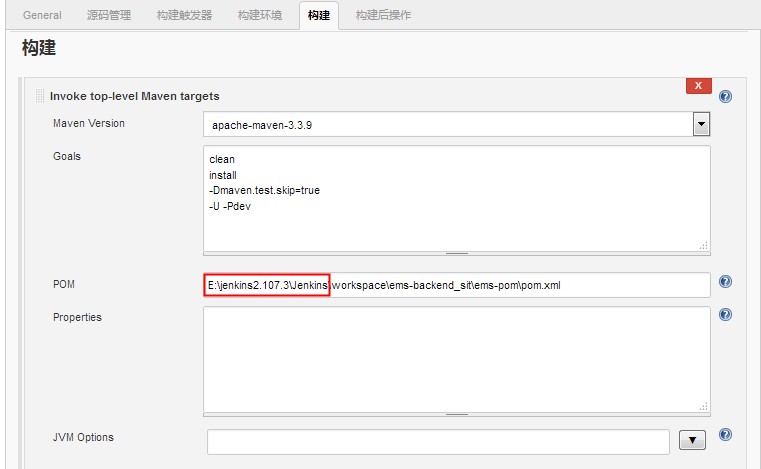 General 源码管理 构建触发器 构建环境 构建 构建后操作
构建
Invoke top-level Maven targets
X
Maven Version
apache-maven-3.3.9
Goals
clean
install
-Dmaven.test.skip=true
-U -Pdev
POM
E:\jenkins2.107.3\Jenkins\workspace\ems-backend_sit\ems-pom\pom.xml
Properties
JVM Options